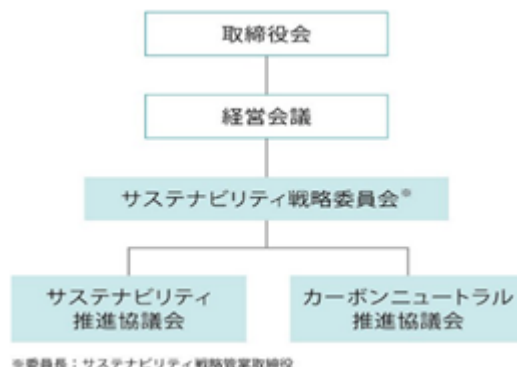 取締役会
経営会議
サステナビリティ戦略委員会※
サステナビリティ
推進協議会
カーボンニュートラル
推進協議会
※委員長：サステナビリティ戦略管掌取締役